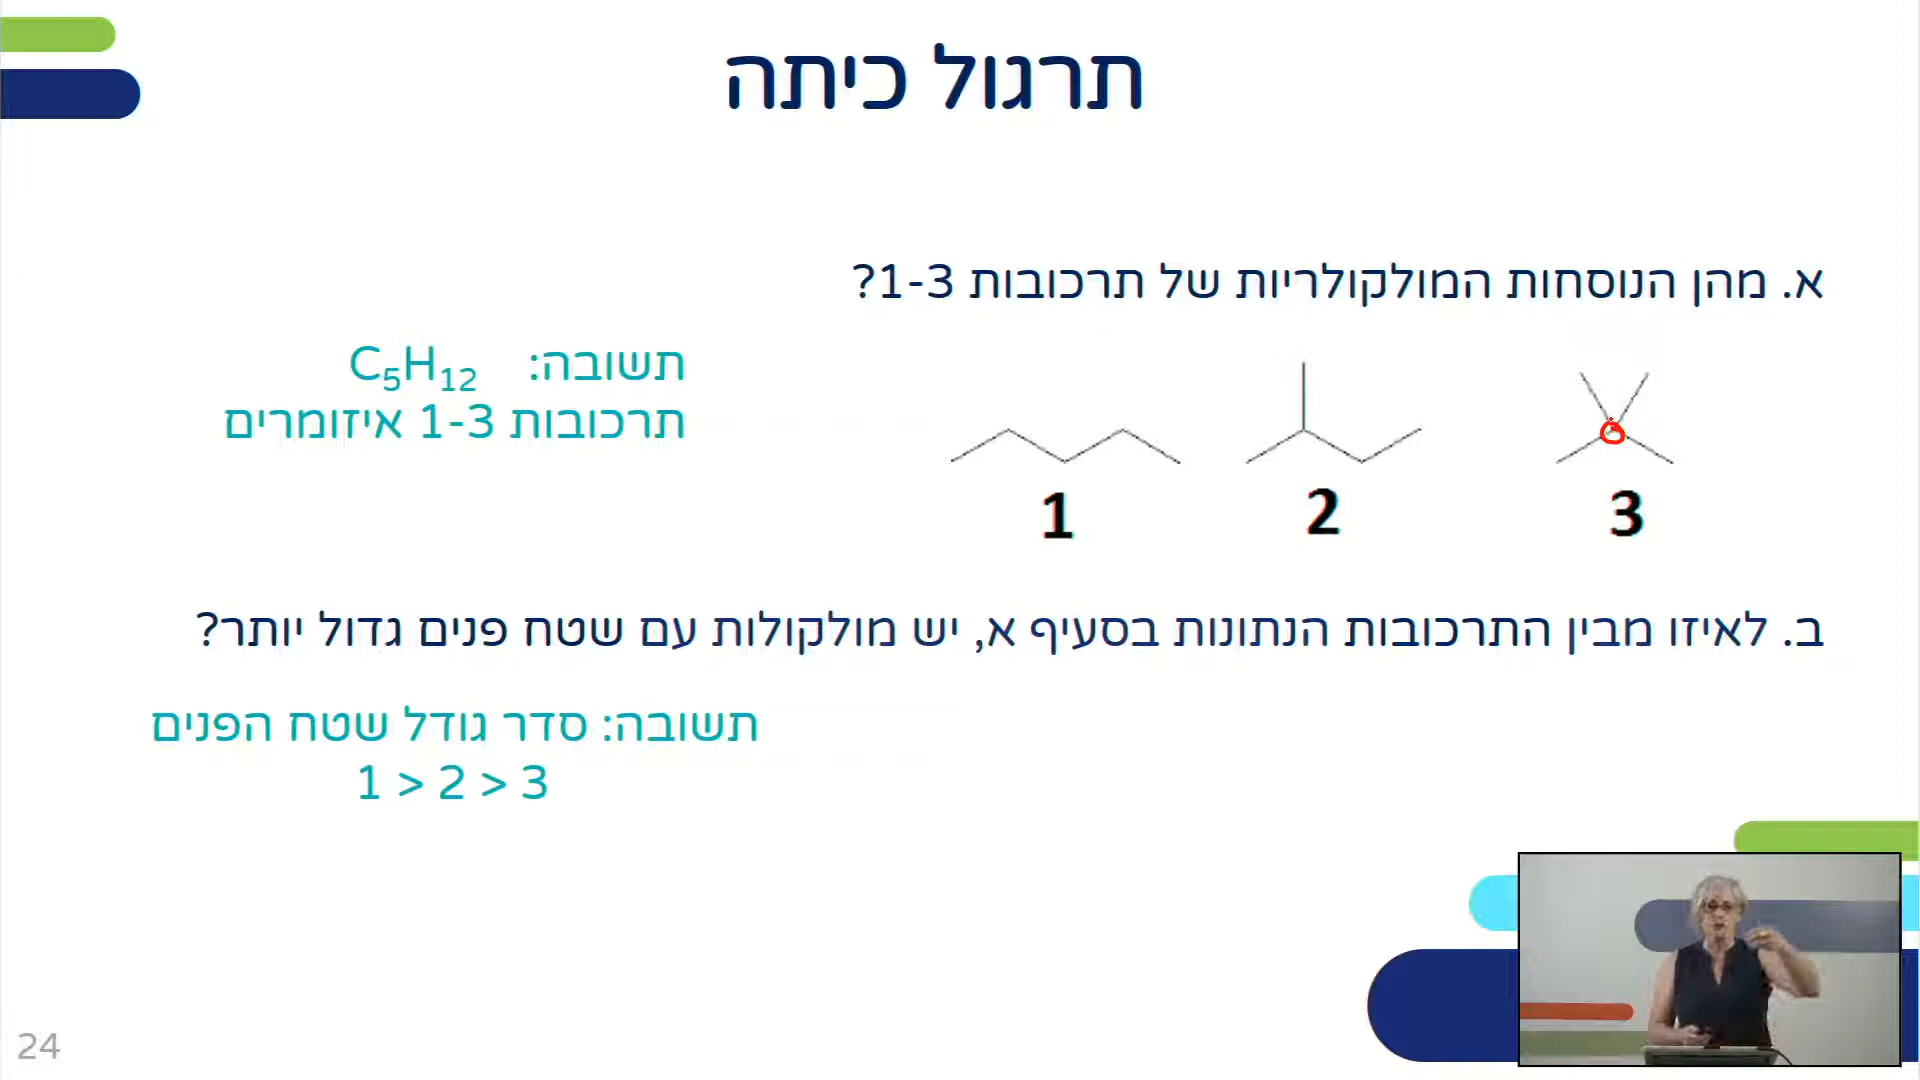 תרגול כיתה
א. מהן הנוסחות המולקולריות של תרכובות 1-3?
תשובה: C₅H₁₂
תרכובות 1-3 איזומרים
1 2 3
ב. לאיזו מבין התרכובות הנתונות בסעיף א, יש מולקולות עם שטח פנים גדול יותר?
תשובה: סדר גודל שטח הפנים
1 > 2 > 3
24